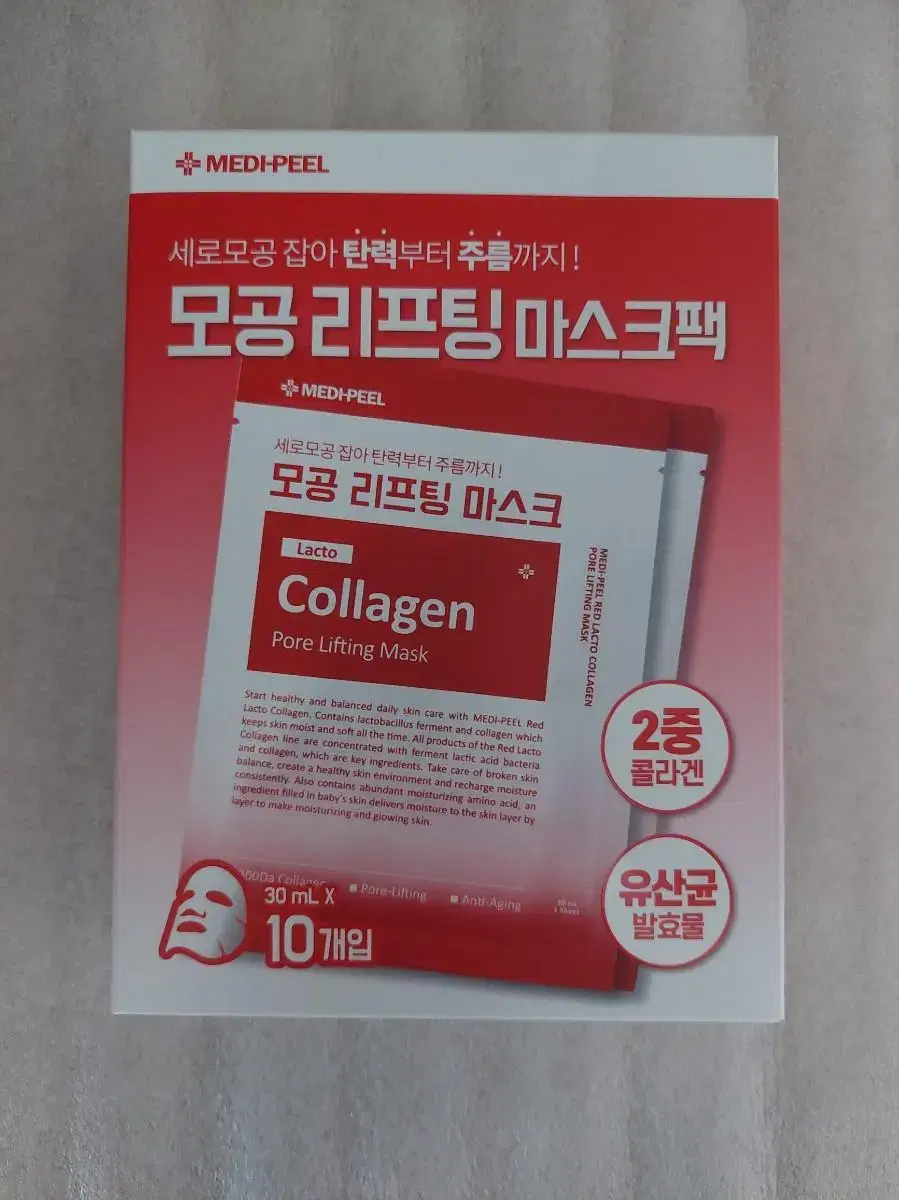 MEDI-PEEL
세로모공 잡아 탄력부터 주름까지!
모공 리프팅 마스크팩
MEDI-PEEL
세로모공 잡아 탄력부터 주름까지!
모공 리프팅 마스크
Lacto
Collagen
Pore Lifting Mask
MEDI-PEEL RED LACTO COLLAGEN
PORE LIFTING MASK
Start healthy and balanced daily skin care with MEDI-PEEL Red
Lacto Collagen. Contains lactobacillus ferment and collagen which
keeps skin moist and soft all the time. All products of the Red Lacto
Collagen line are concentrated with ferment lactic acid bacteria
and collagen, which are key ingredients. Take care of broken skin
balance, create a healthy skin environment and recharge moisture
consistently. Also contains abundant moisturizing amino acid, an
ingredient filled in baby's skin delivers moisture to the skin layer by
layer to make moisturizing and glowing skin.
2중
콜라겐
유산균
발효물
Collagen
Pore-Lifting
Anti-Aging
30 mL
1 Sheet
30 mL X
10개입